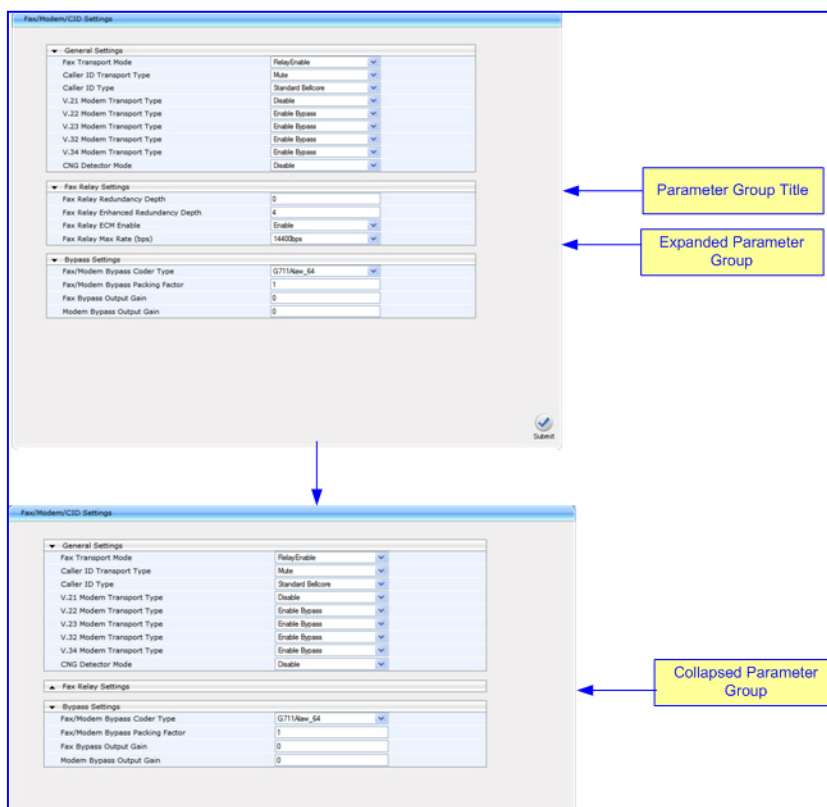 Fax/Modem/CID Settings
General Settings
Fax Transport Mode RelayEnable
Caller ID Transport Type Mute
Caller ID Type Standard Bellcore
V.21 Modem Transport Type Disable
V.22 Modem Transport Type Enable Bypass
V.23 Modem Transport Type Enable Bypass
V.32 Modem Transport Type Enable Bypass
V.34 Modem Transport Type Enable Bypass
CNG Detector Mode Disable
Fax Relay Settings
Fax Relay Redundancy Depth 0
Fax Relay Enhanced Redundancy Depth 4
Fax Relay ECM Enable Enable
Fax Relay Max Rate (bps) 14400bps
Bypass Settings
Fax/Modem Bypass Coder Type G711Alaw_64
Fax/Modem Bypass Packing Factor 1
Fax Bypass Output Gain 0
Modem Bypass Output Gain 0
Submit
Parameter Group Title
Expanded Parameter
Group
Fax/Modem/CID Settings
General Settings
Fax Transport Mode RelayEnable
Caller ID Transport Type Mute
Caller ID Type Standard Bellcore
V.21 Modem Transport Type Disable
V.22 Modem Transport Type Enable Bypass
V.23 Modem Transport Type Enable Bypass
V.32 Modem Transport Type Enable Bypass
V.34 Modem Transport Type Enable Bypass
CNG Detector Mode Disable
Fax Relay Settings
Bypass Settings
Fax/Modem Bypass Coder Type G711Alaw_64
Fax/Modem Bypass Packing Factor 1
Fax Bypass Output Gain 0
Modem Bypass Output Gain 0
Collapsed Parameter
Group